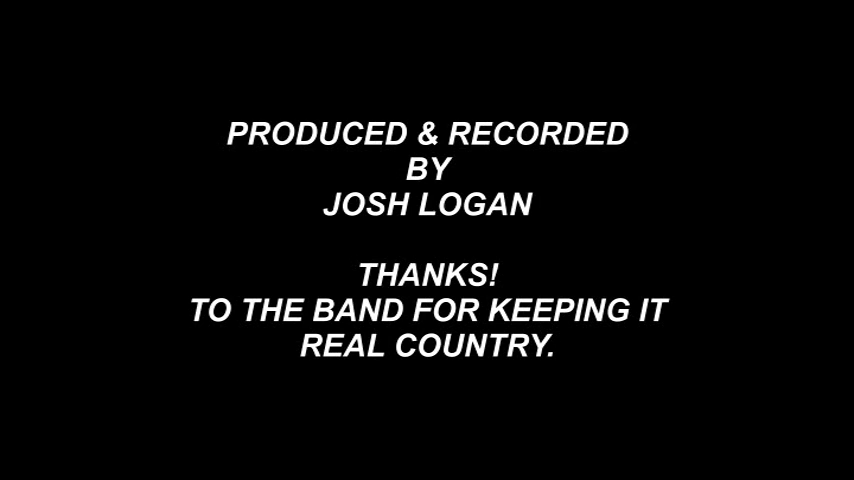 PRODUCED & RECORDED
BY
JOSH LOGAN
THANKS!
TO THE BAND FOR KEEPING IT
REAL COUNTRY.